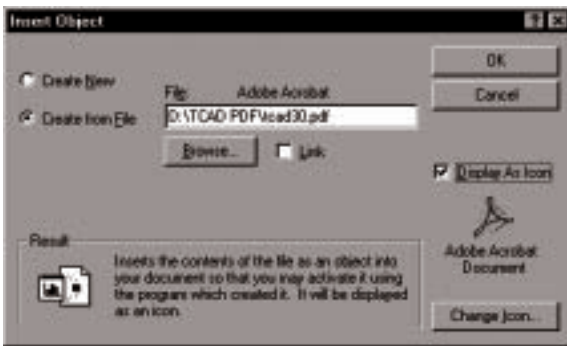 Insert Object
OK
Cancel
Create New
Create from File
File: Adobe Acrobat
D:\TCAD PDF\tcad30.pdf
Browse...
Link
Display As Icon
Adobe Acrobat
Document
Change Icon...
Result
Inserts the contents of the file as an object into
your document so that you may activate it using
the program which created it. It will be displayed
as an icon.